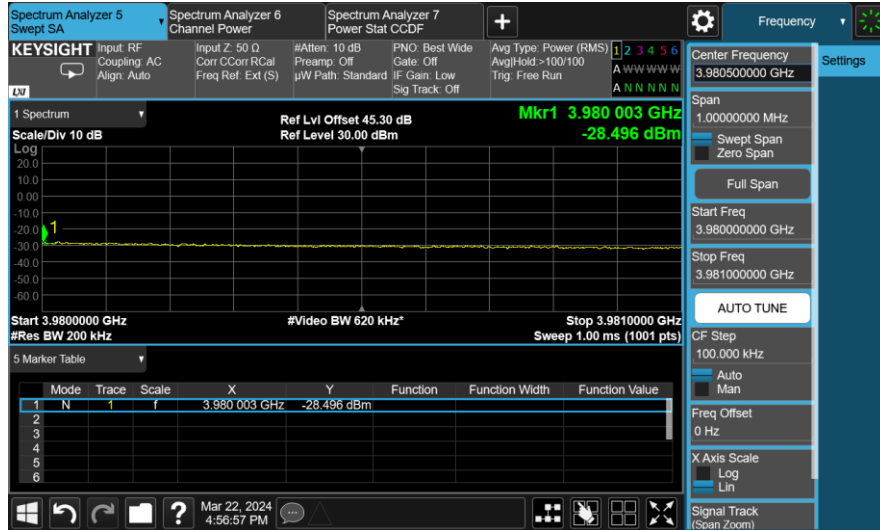 Spectrum Analyzer 5
Swept SA
Spectrum Analyzer 6
Channel Power
Spectrum Analyzer 7
Power Stat CCDF
+
Frequency
KEYSIGHT
LXI
Input: RF
Coupling: AC
Align: Auto
Input Z: 50 Ω
Corr CCorr RCal
Freq Ref: Ext (S)
#Atten: 10 dB
Preamp: Off
µW Path: Standard
PNO: Best Wide
Gate: Off
IF Gain: Low
Sig Track: Off
Avg Type: Power (RMS)
Avg|Hold:>100/100
Trig: Free Run
1 2 3 4 5 6
A W W W W W
A N N N N N
1 Spectrum
Scale/Div 10 dB
Ref Lvl Offset 45.30 dB
Ref Level 30.00 dBm
Mkr1 3.980 003 GHz
-28.496 dBm
Log
20.0
10.0
0.00
-10.0
-20.0
-30.0
-40.0
-50.0
-60.0
1
Start 3.9800000 GHz
#Res BW 200 kHz
#Video BW 620 kHz*
Stop 3.9810000 GHz
Sweep 1.00 ms (1001 pts)
5 Marker Table
Mode Trace Scale X Y Function Function Width Function Value
1 N 1 f 3.980 003 GHz -28.496 dBm
2
3
4
5
6
Mar 22, 2024
4:56:57 PM
?
Center Frequency
3.980500000 GHz
Span
1.00000000 MHz
Swept Span
Zero Span
Full Span
Start Freq
3.980000000 GHz
Stop Freq
3.981000000 GHz
AUTO TUNE
CF Step
100.000 kHz
Auto
Man
Freq Offset
0 Hz
X Axis Scale
Log
Lin
Signal Track
(Span Zoom)
Settings